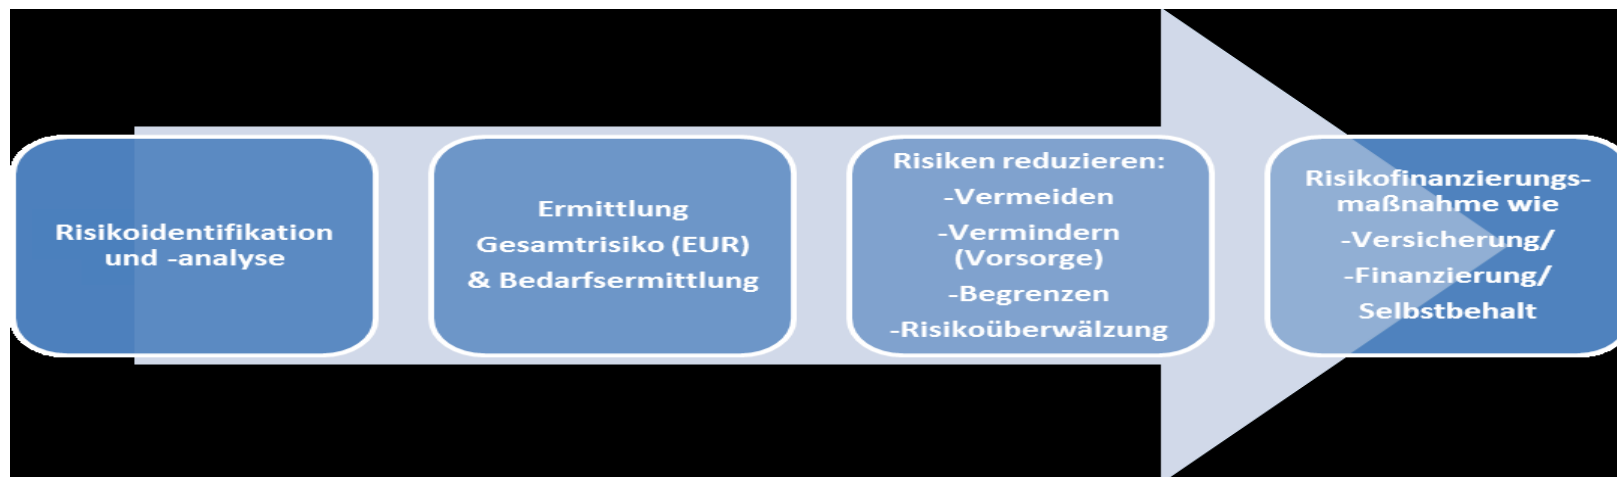 Risikoidentifikation
und -analyse
Ermittlung
Gesamtrisiko (EUR)
& Bedarfsermittlung
Risiken reduzieren:
-Vermeiden
-Vermindern
(Vorsorge)
-Begrenzen
-Risikoüberwälzung
Risikofinanzierungs-
maßnahme wie
-Versicherung/
-Finanzierung/
Selbstbehalt